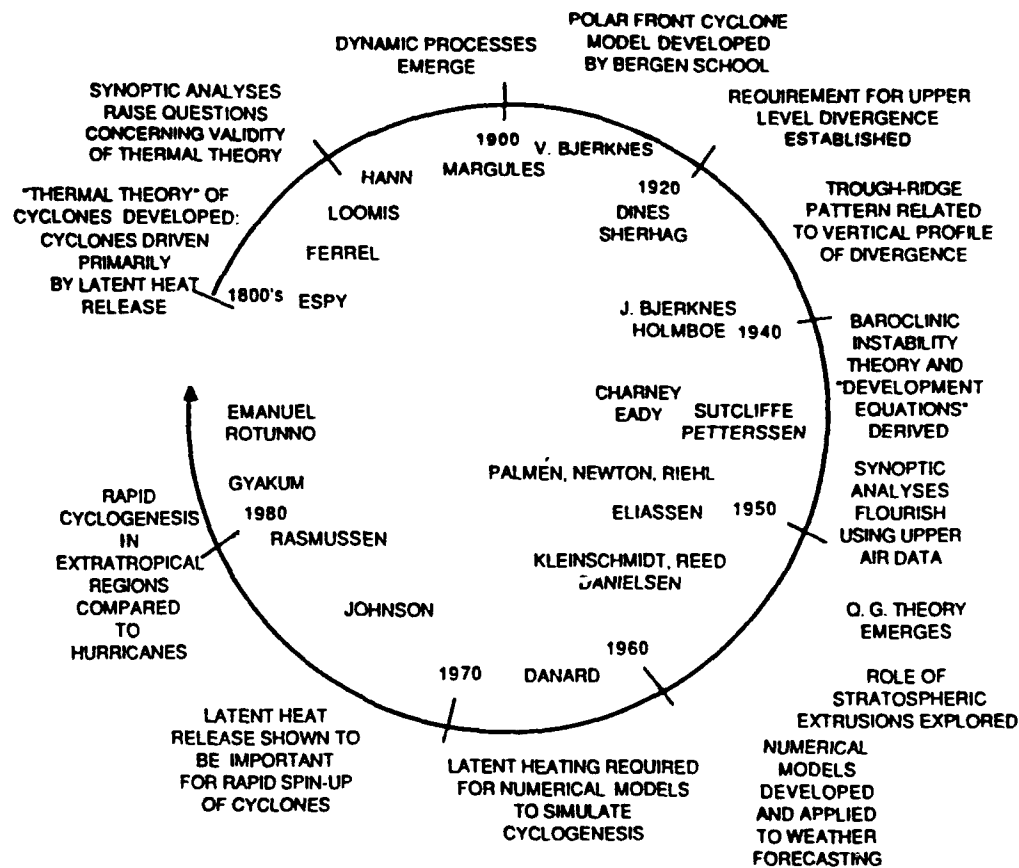 "THERMAL THEORY" OF
CYCLONES DEVELOPED:
CYCLONES DRIVEN
PRIMARILY
BY LATENT HEAT
RELEASE
1800's
ESPY
FERREL
LOOMIS
HANN
SYNOPTIC ANALYSES
RAISE QUESTIONS
CONCERNING VALIDITY
OF THERMAL THEORY
DYNAMIC PROCESSES
EMERGE
1900
MARGULES
V. BJERKNES
POLAR FRONT CYCLONE
MODEL DEVELOPED
BY BERGEN SCHOOL
REQUIREMENT FOR UPPER
LEVEL DIVERGENCE
ESTABLISHED
1920
DINES
SHERHAG
TROUGH-RIDGE
PATTERN RELATED
TO VERTICAL PROFILE
OF DIVERGENCE
J. BJERKNES
HOLMBOE
1940
BAROCLINIC
INSTABILITY
THEORY AND
"DEVELOPMENT
EQUATIONS"
DERIVED
CHARNEY
EADY
SUTCLIFFE
PETTERSSEN
PALMÉN, NEWTON, RIEHL
ELIASSEN
1950
SYNOPTIC
ANALYSES
FLOURISH
USING UPPER
AIR DATA
KLEINSCHMIDT, REED
DANIELSEN
Q. G. THEORY
EMERGES
ROLE OF
STRATOSPHERIC
EXTRUSIONS EXPLORED
1960
DANARD
NUMERICAL
MODELS
DEVELOPED
AND APPLIED
TO WEATHER
FORECASTING
LATENT HEATING REQUIRED
FOR NUMERICAL MODELS
TO SIMULATE
CYCLOGENESIS
1970
JOHNSON
LATENT HEAT
RELEASE SHOWN TO
BE IMPORTANT
FOR RAPID SPIN-UP
OF CYCLONES
RASMUSSEN
1980
GYAKUM
RAPID
CYCLOGENESIS
IN
EXTRATROPICAL
REGIONS
COMPARED
TO
HURRICANES
EMANUEL
ROTUNNO